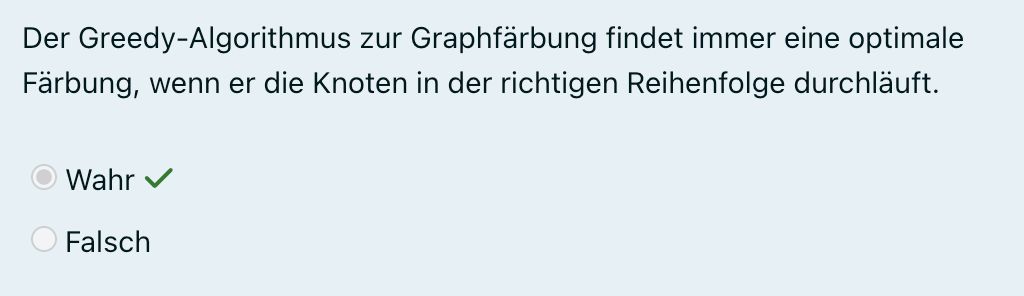 Der Greedy-Algorithmus zur Graphfärbung findet immer eine optimale
Färbung, wenn er die Knoten in der richtigen Reihenfolge durchläuft.
Wahr
Falsch